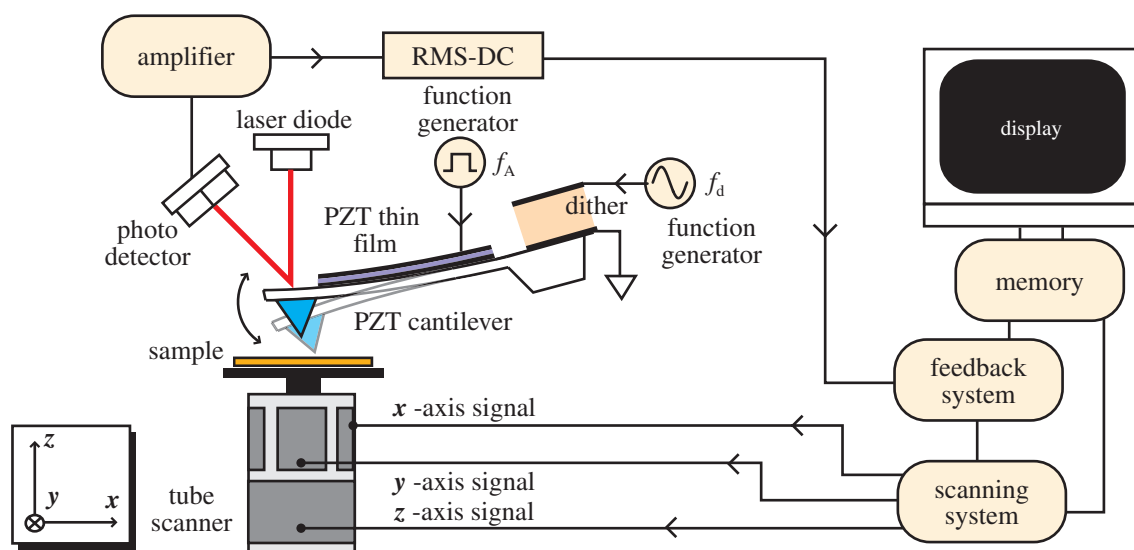 amplifier
RMS-DC
function
generator
laser diode
display
f_A
f_d
photo
detector
PZT thin
film
dither
function
generator
memory
PZT cantilever
sample
feedback
system
x -axis signal
z
y
x
tube
scanner
y -axis signal
z -axis signal
scanning
system